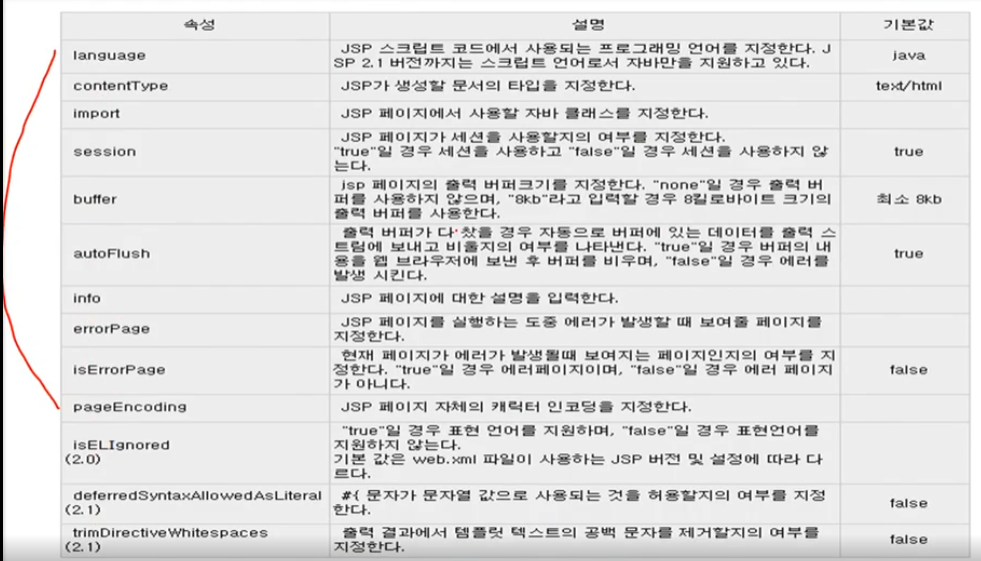 속성 설명 기본값
language JSP 스크립트 코드에서 사용되는 프로그래밍 언어를 지정한다. J java
SP 2.1 버전까지는 스크립트 언어로서 자바만을 지원하고 있다.
contentType JSP가 생성할 문서의 타입을 지정한다. text/html
import JSP 페이지에서 사용할 자바 클래스를 지정한다.
JSP 페이지가 세션을 사용할지의 여부를 지정한다.
session "true"일 경우 세션을 사용하고 "false"일 경우 세션을 사용하지 않 true
는다.
jsp 페이지의 출력 버퍼크기를 지정한다. "none"일 경우 출력 버
buffer 퍼를 사용하지 않으며, "8kb"라고 입력할 경우 8킬로바이트 크기의 최소 8kb
출력 버퍼를 사용한다.
출력 버퍼가 다 찼을 경우 자동으로 버퍼에 있는 데이터를 출력 스
autoFlush 트림에 보내고 비울지의 여부를 나타낸다. "true"일 경우 버퍼의 내 true
용을 웹 브라우저에 보낸 후 버퍼를 비우며, "false"일 경우 에러를
발생 시킨다.
info JSP 페이지에 대한 설명을 입력한다.
errorPage JSP 페이지를 실행하는 도중 에러가 발생할 때 보여줄 페이지를
지정한다.
현재 페이지가 에러가 발생될때 보여지는 페이지인지의 여부를 지
isErrorPage 정한다. "true"일 경우 에러페이지이며, "false"일 경우 에러 페이지 false
가 아니다.
pageEncoding JSP 페이지 자체의 캐릭터 인코딩을 지정한다.
"true"일 경우 표현 언어를 지원하며, "false"일 경우 표현언어를
isELIgnored 지원하지 않는다.
(2.0) 기본 값은 web.xml 파일이 사용하는 JSP 버전 및 설정에 따라 다
르다.
deferredSyntaxAllowedAsLiteral #{ 문자가 문자열 값으로 사용되는 것을 허용할지의 여부를 지정 false
(2.1) 한다.
trimDirectiveWhitespaces 출력 결과에서 템플릿 텍스트의 공백 문자를 제거할지의 여부를 false
(2.1) 지정한다.